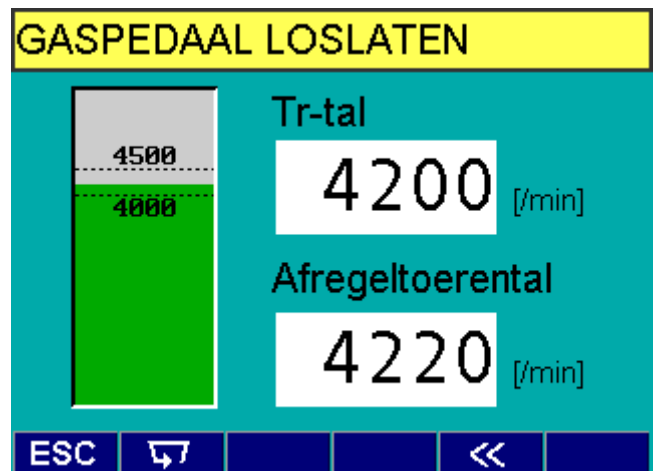 GASPEDAAL LOSLATEN
Tr-tal
4500
4200 [/min]
4000
Afregeltoerental
4220 [/min]
ESC <<